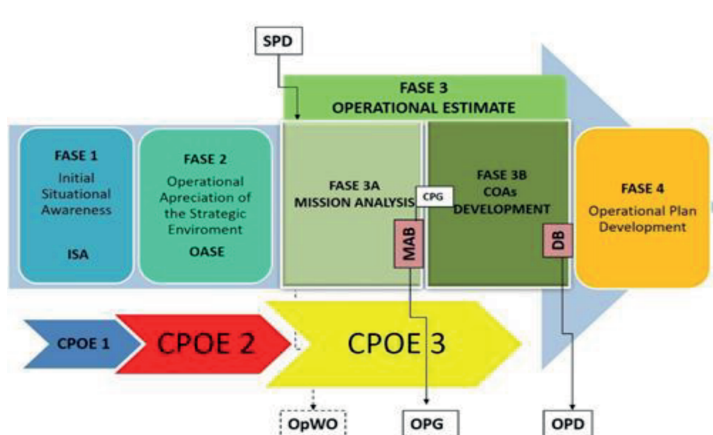 SPD
FASE 3
OPERATIONAL ESTIMATE
FASE 1
Initial
Situational
Awareness
ISA
FASE 2
Operational
Apreciation of
the Strategic
Enviroment
OASE
FASE 3A
MISSION ANALYSIS
CPG
MAB
FASE 3B
COAs
DEVELOPMENT
DB
FASE 4
Operational Plan
Development
CPOE 1
CPOE 2
CPOE 3
OpWO
OPG
OPD